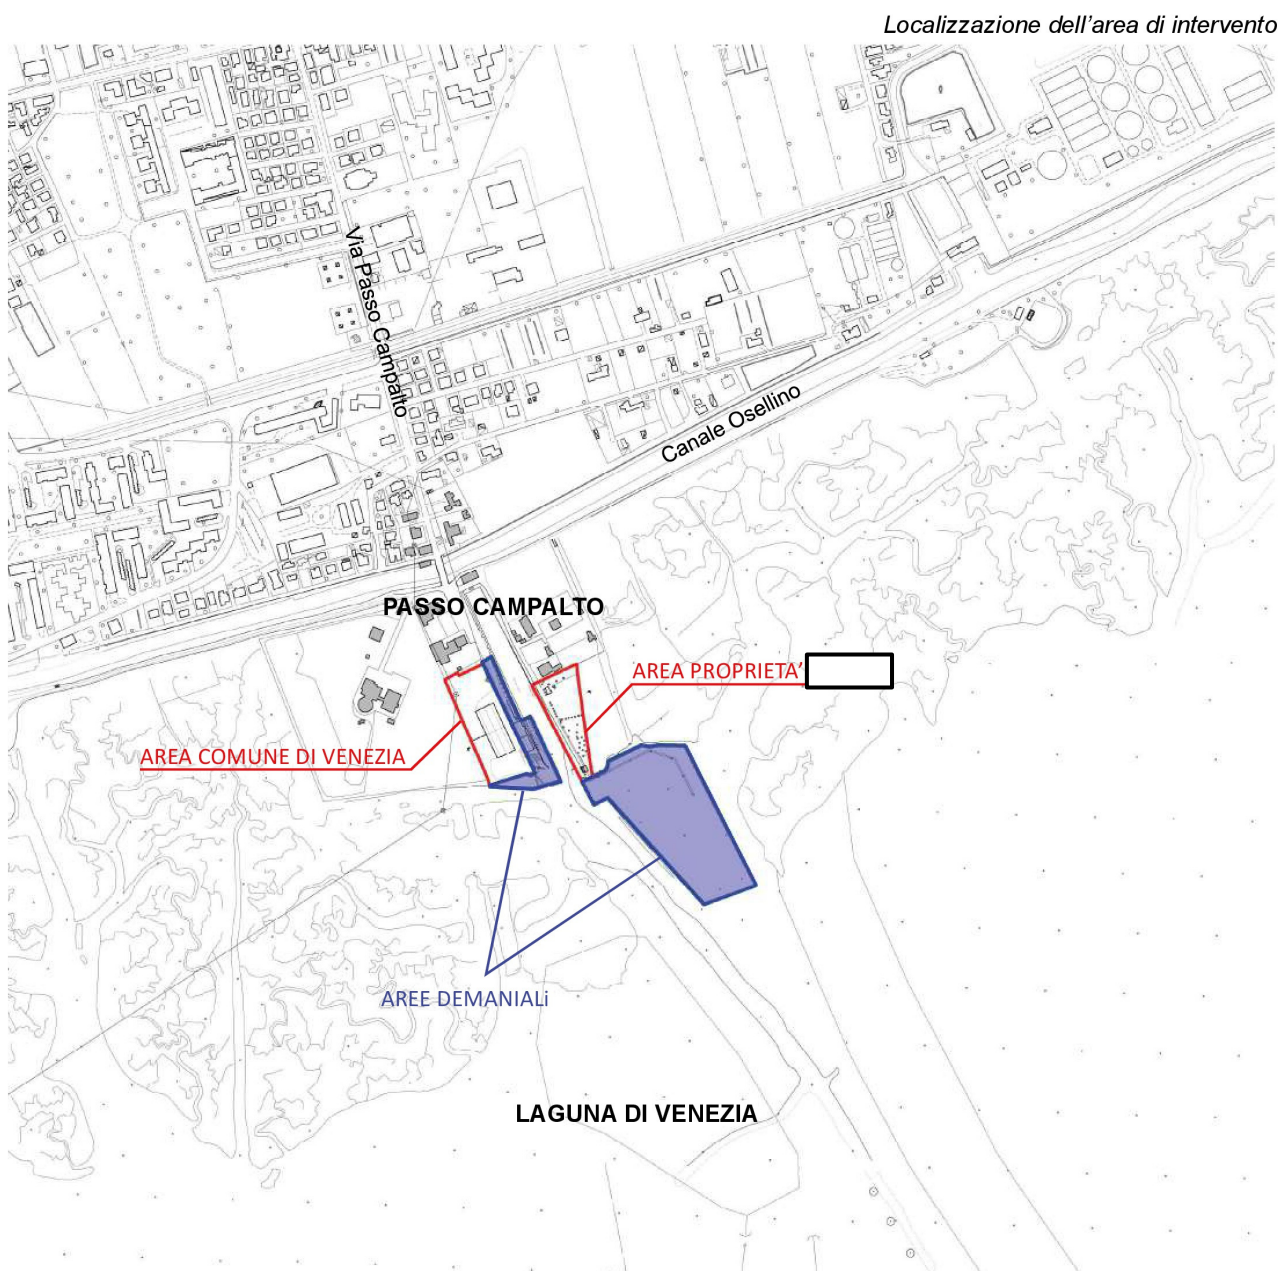 Localizzazione dell'area di intervento
Via Passo Campalto
Canale Osellino
PASSO CAMPALTO
AREA PROPRIETA'
AREA COMUNE DI VENEZIA
AREE DEMANIALi
LAGUNA DI VENEZIA